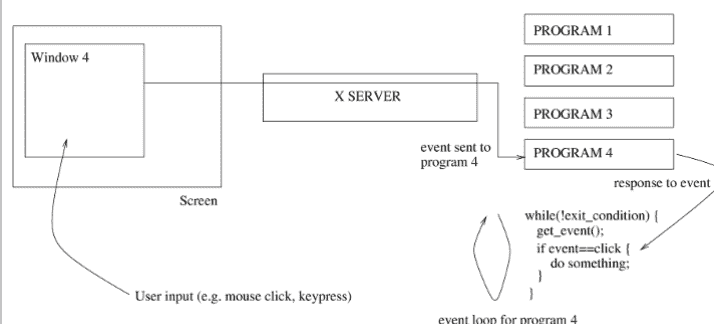 Window 4
Screen
User input (e.g. mouse click, keypress)
X SERVER
event sent to
program 4
PROGRAM 1
PROGRAM 2
PROGRAM 3
PROGRAM 4
response to event
while(!exit_condition) {
get_event();
if event==click {
do something;
}
}
event loop for program 4